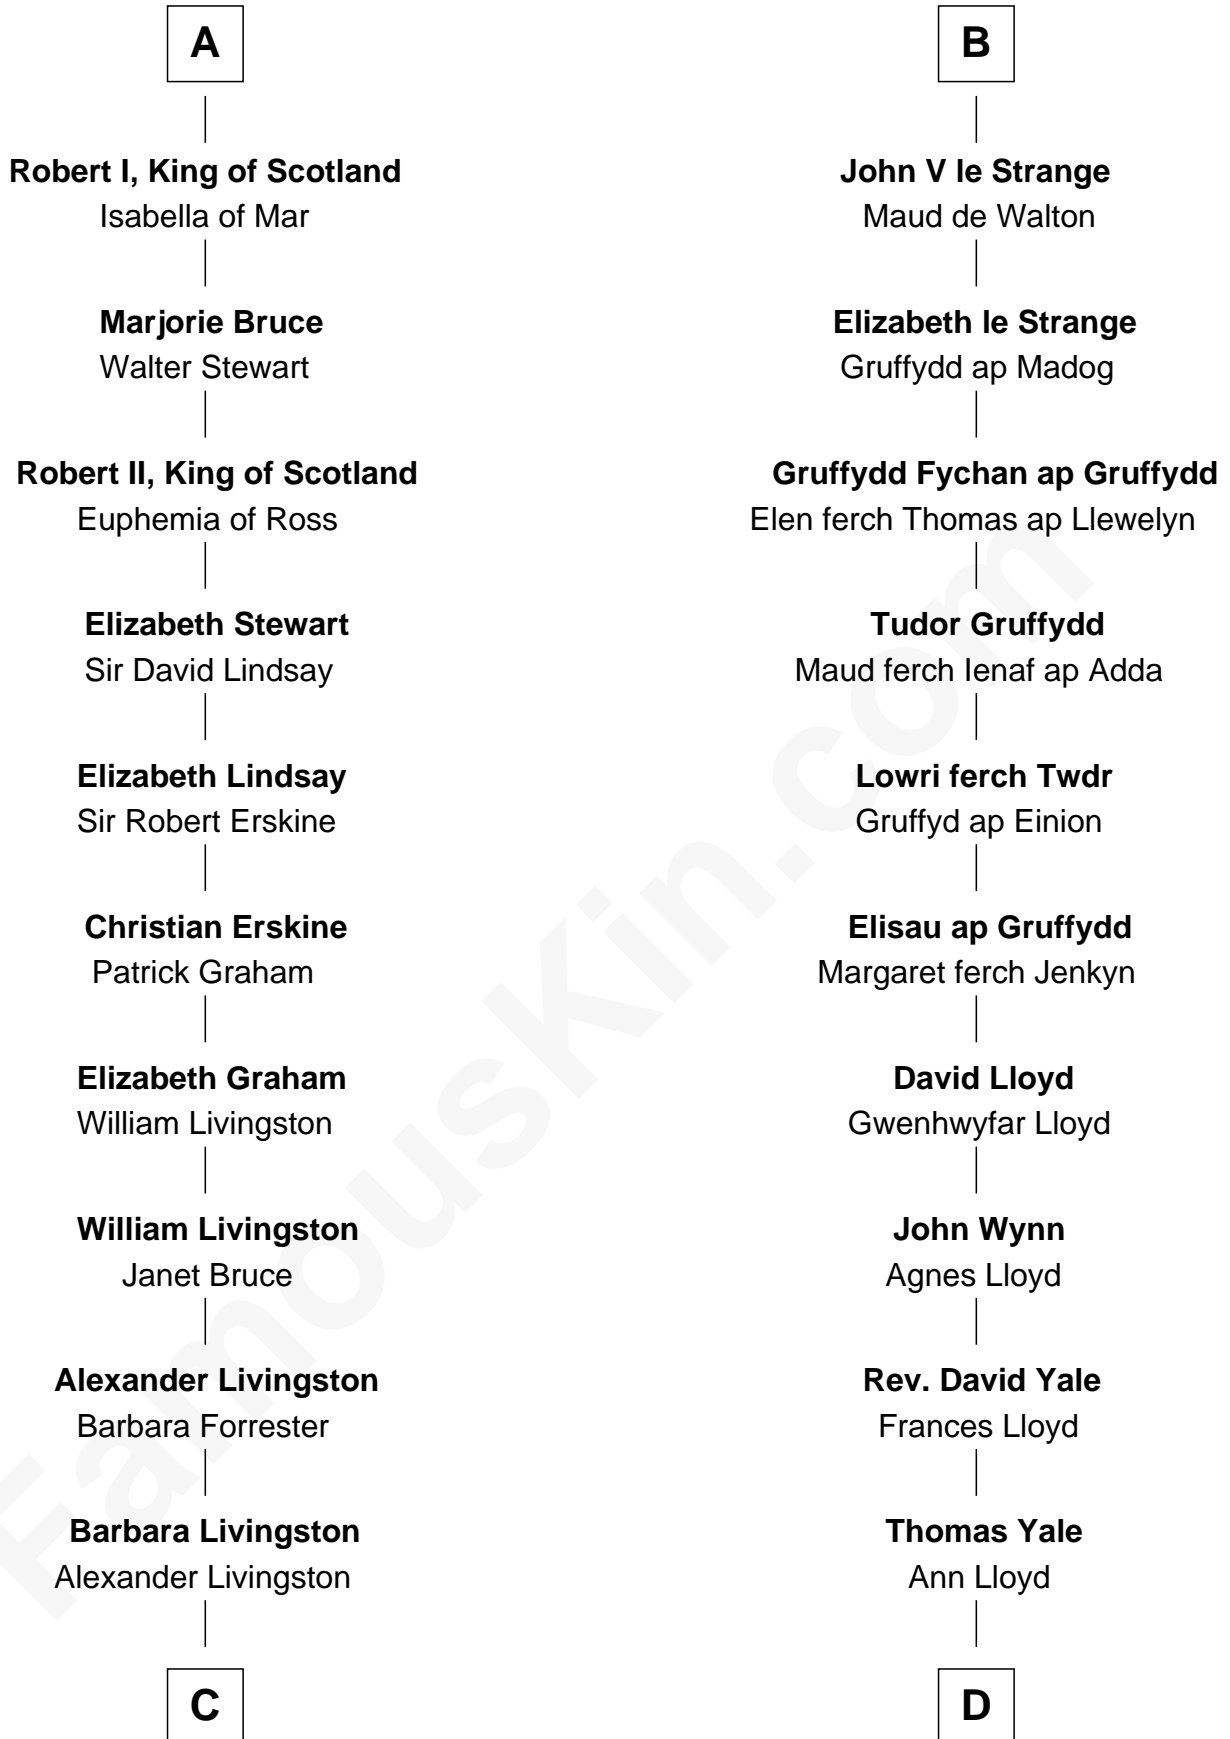 A
Robert I, King of Scotland
Isabella of Mar
Marjorie Bruce
Walter Stewart
Robert II, King of Scotland
Euphemia of Ross
Elizabeth Stewart
Sir David Lindsay
Elizabeth Lindsay
Sir Robert Erskine
Christian Erskine
Patrick Graham
Elizabeth Graham
William Livingston
William Livingston
Janet Bruce
Alexander Livingston
Barbara Forrester
Barbara Livingston
Alexander Livingston
C
B
John V le Strange
Maud de Walton
Elizabeth le Strange
Gruffydd ap Madog
Gruffydd Fychan ap Gruffydd
Elen ferch Thomas ap Llewelyn
Tudor Gruffydd
Maud ferch Ienaf ap Adda
Lowri ferch Twdr
Gruffyd ap Einion
Elisau ap Gruffydd
Margaret ferch Jenkyn
David Lloyd
Gwenhwyfar Lloyd
John Wynn
Agnes Lloyd
Rev. David Yale
Frances Lloyd
Thomas Yale
Ann Lloyd
D
FamousKin.com